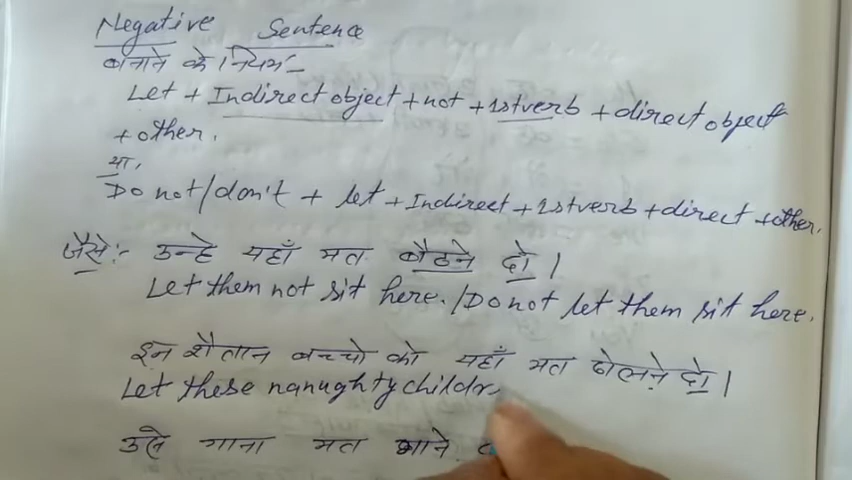 Negative Sentence
बनाने के नियम:-
Let + Indirect object + not + 1st verb + direct object
+ other.
या,
Do not/don't + let + Indirect + 1st verb + direct + other.
जैसे:- उन्हे यहाँ मत बैठने दो।
Let them not sit here./Do not let them sit here.
इन शैतान बच्चो को यहाँ मत खेलने दो।
Let these nanughty childr
उसे गाना मत गाने